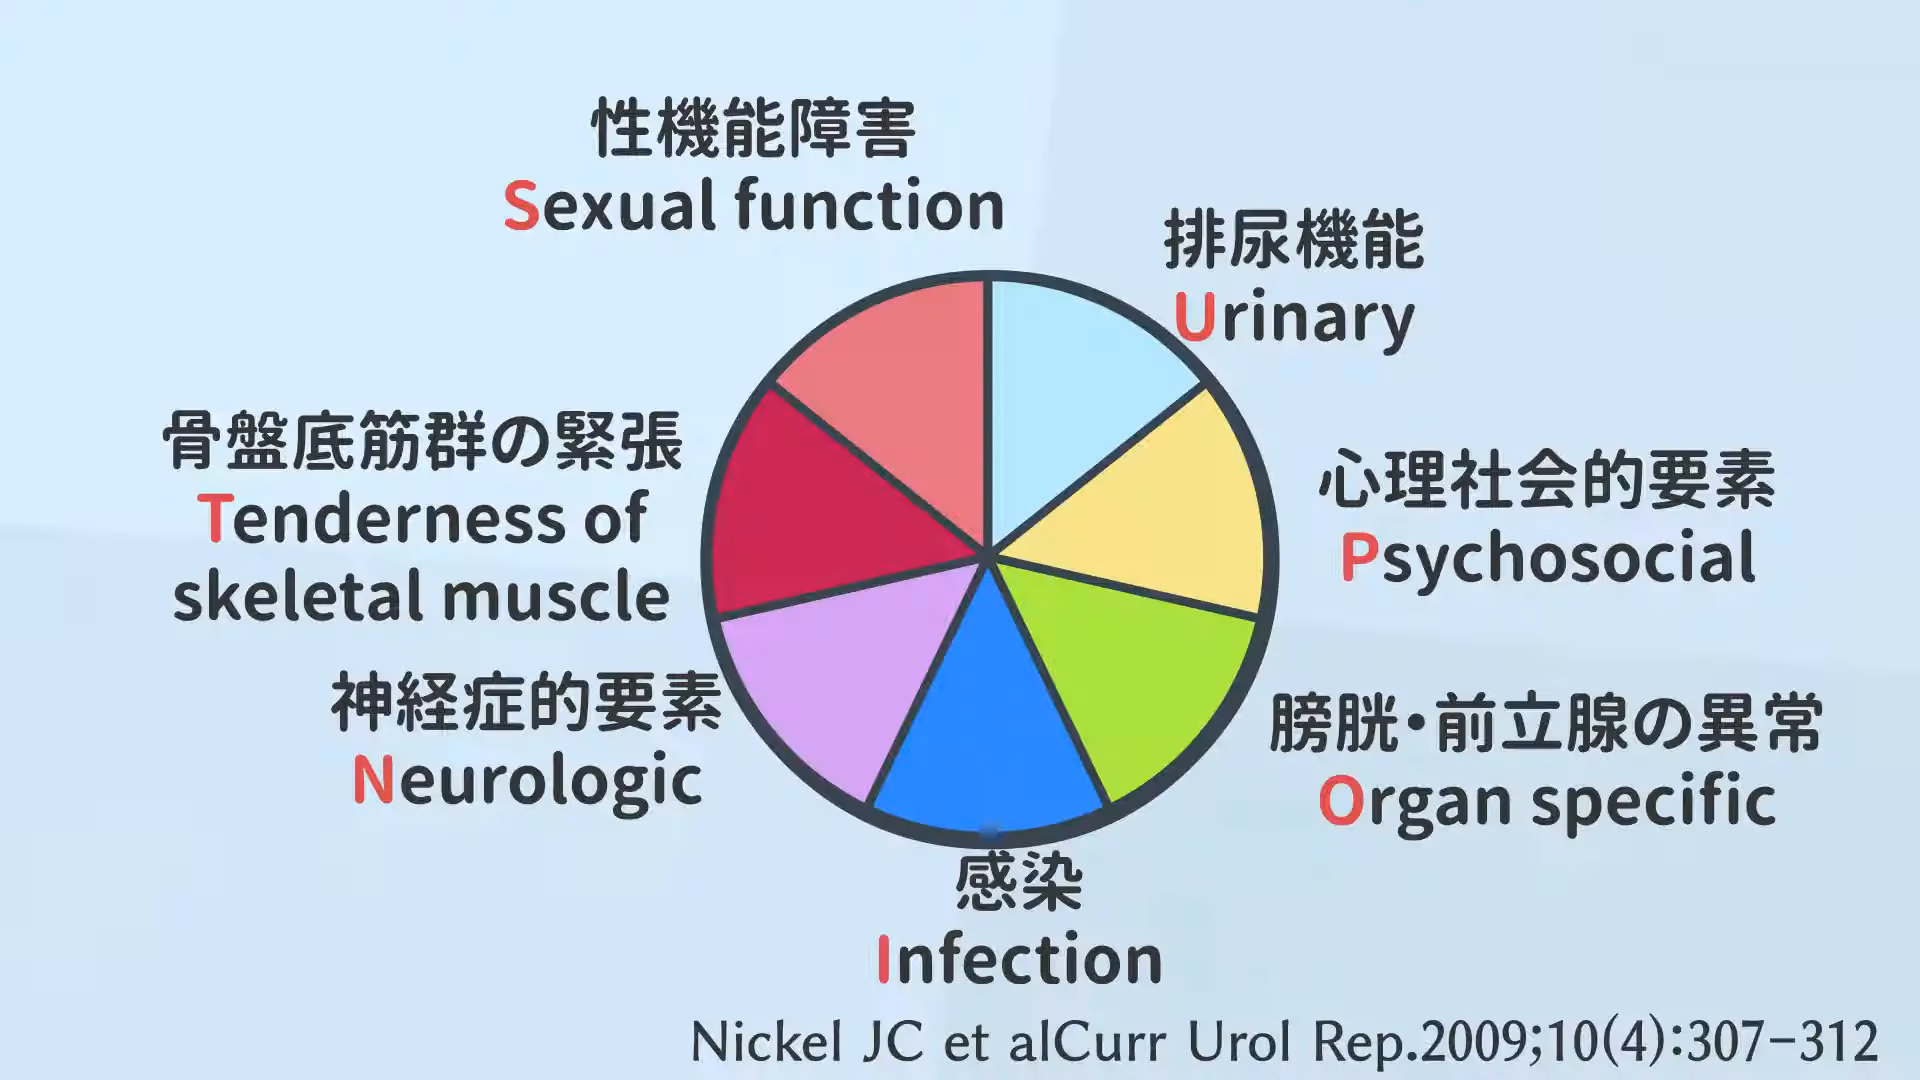 性機能障害
Sexual function
排尿機能
Urinary
心理社会的要素
Psychosocial
膀胱・前立腺の異常
Organ specific
感染
Infection
神経症的要素
Neurologic
骨盤底筋群の緊張
Tenderness of
skeletal muscle
Nickel JC et alCurr Urol Rep.2009;10(4):307-312